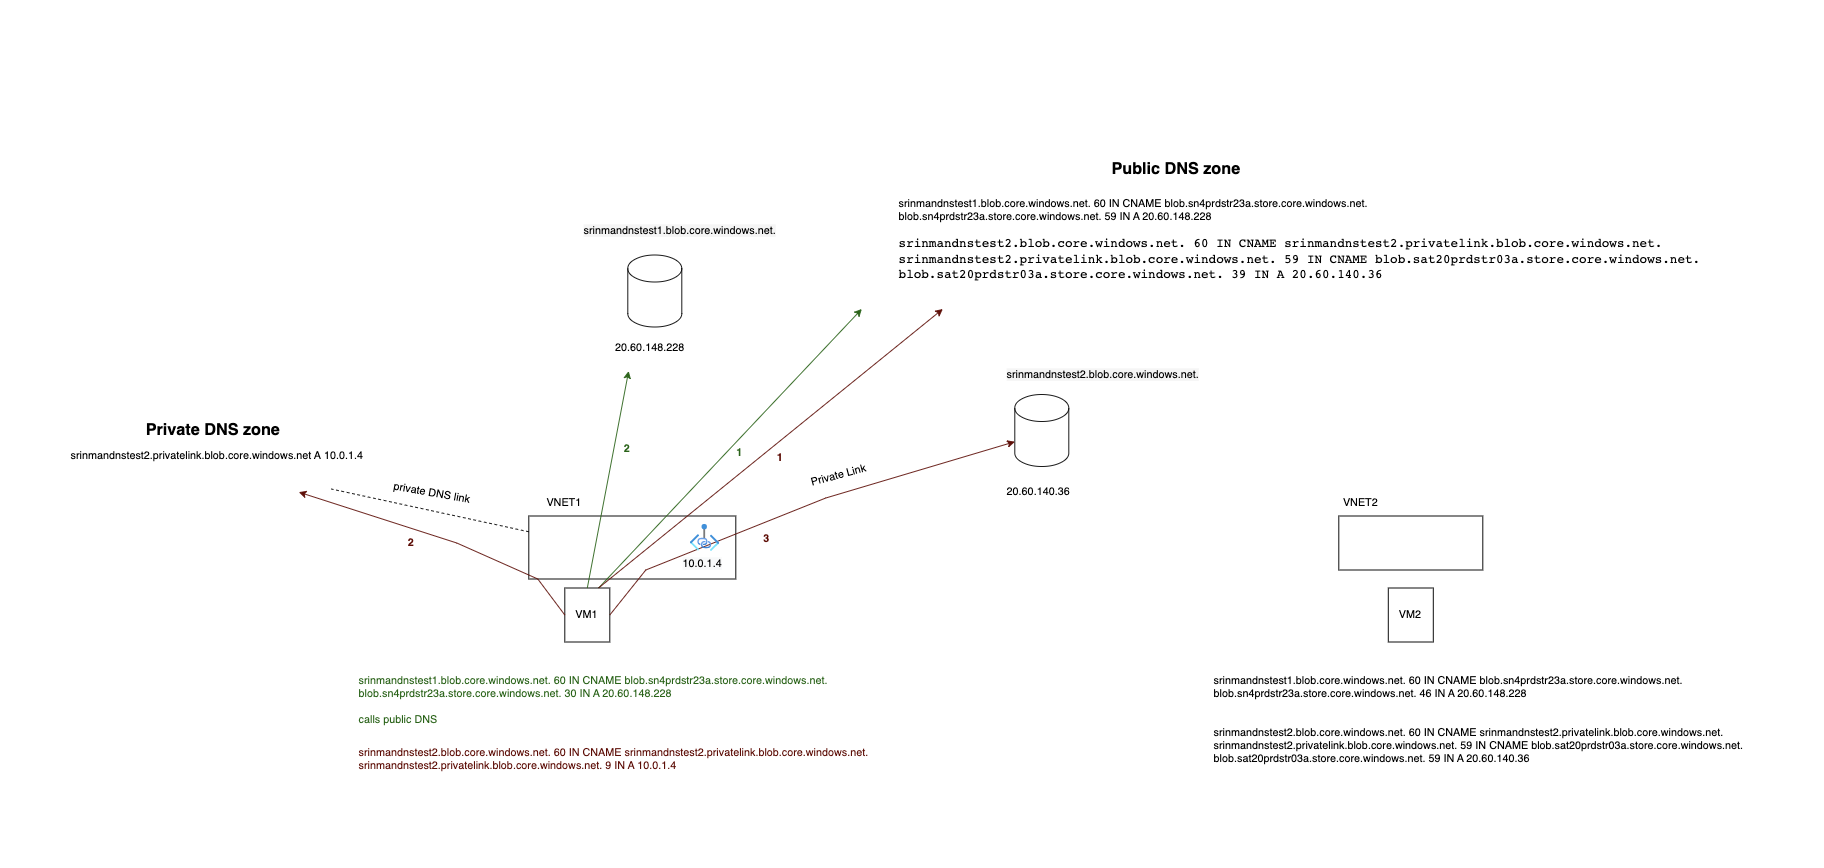 Public DNS zone
srinmandnstest1.blob.core.windows.net. 60 IN CNAME blob.sn4prdstr23a.store.core.windows.net.
blob.sn4prdstr23a.store.core.windows.net. 59 IN A 20.60.148.228
srinmandnstest2.blob.core.windows.net. 60 IN CNAME srinmandnstest2.privatelink.blob.core.windows.net.
srinmandnstest2.privatelink.blob.core.windows.net. 59 IN CNAME blob.sat20prdstr03a.store.core.windows.net.
blob.sat20prdstr03a.store.core.windows.net. 39 IN A 20.60.140.36
srinmandnstest1.blob.core.windows.net.
20.60.148.228
srinmandnstest2.blob.core.windows.net.
20.60.140.36
Private DNS zone
srinmandnstest2.privatelink.blob.core.windows.net A 10.0.1.4
private DNS link
2
1
1
Private Link
2
3
VNET1
10.0.1.4
VM1
VNET2
VM2
srinmandnstest1.blob.core.windows.net. 60 IN CNAME blob.sn4prdstr23a.store.core.windows.net.
blob.sn4prdstr23a.store.core.windows.net. 30 IN A 20.60.148.228
calls public DNS
srinmandnstest2.blob.core.windows.net. 60 IN CNAME srinmandnstest2.privatelink.blob.core.windows.net.
srinmandnstest2.privatelink.blob.core.windows.net. 9 IN A 10.0.1.4
srinmandnstest1.blob.core.windows.net. 60 IN CNAME blob.sn4prdstr23a.store.core.windows.net.
blob.sn4prdstr23a.store.core.windows.net. 46 IN A 20.60.148.228
srinmandnstest2.blob.core.windows.net. 60 IN CNAME srinmandnstest2.privatelink.blob.core.windows.net.
srinmandnstest2.privatelink.blob.core.windows.net. 59 IN CNAME blob.sat20prdstr03a.store.core.windows.net.
blob.sat20prdstr03a.store.core.windows.net. 59 IN A 20.60.140.36